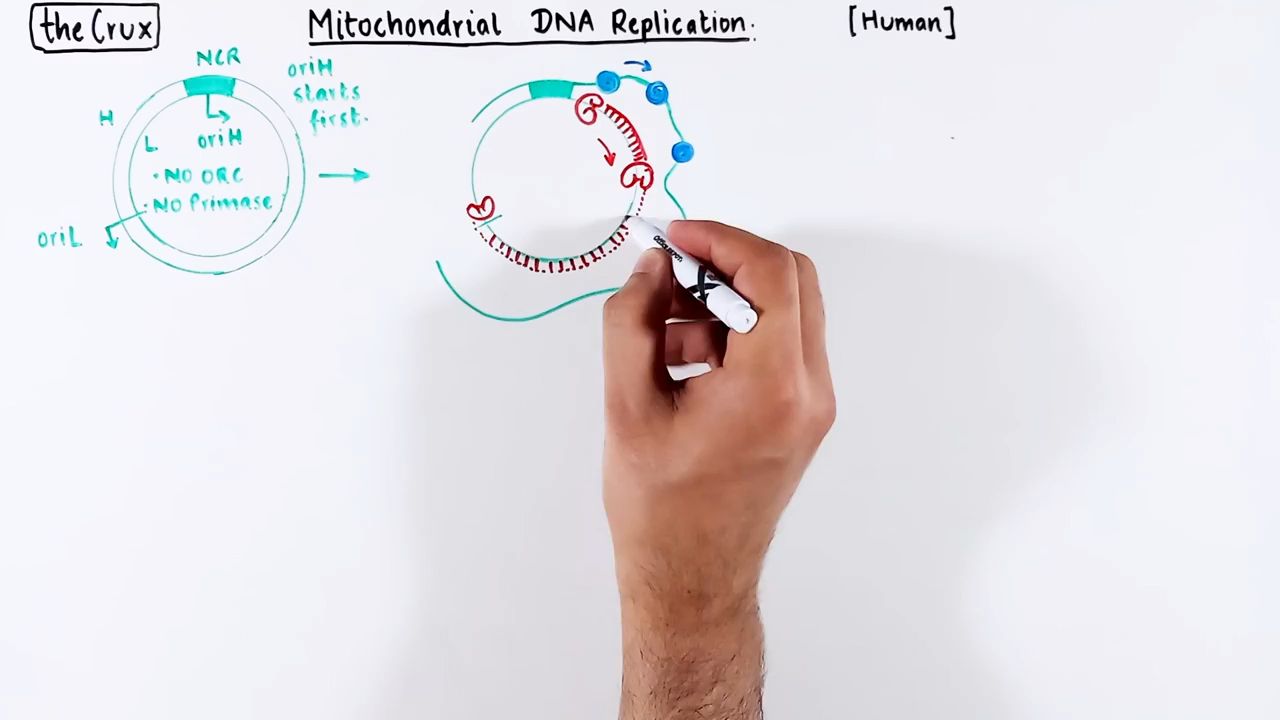 the Crux
Mitochondrial DNA Replication.
[Human]
NCR
oriH
starts
first.
H
L
oriH
• NO ORC
• NO Primase
oriL